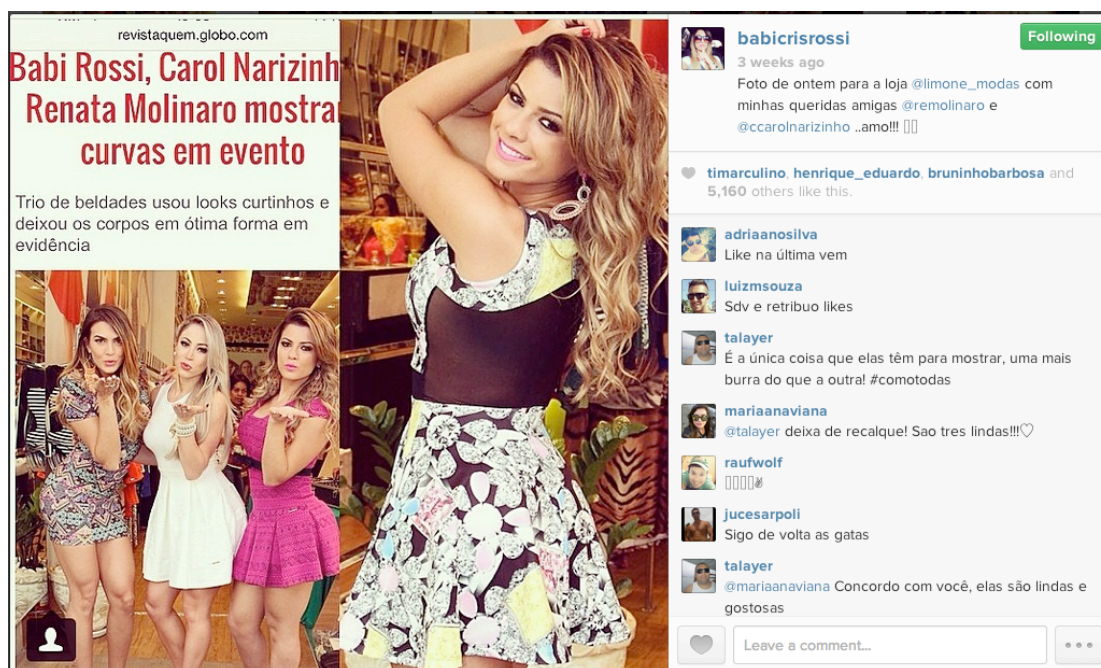 revistaquem.globo.com
Babi Rossi, Carol Narizinh
Renata Molinaro mostra
curvas em evento
Trio de beldades usou looks curtinhos e
deixou os corpos em ótima forma em
evidência
babicrisrossi
Following
3 weeks ago
Foto de ontem para a loja @limone_modas com
minhas queridas amigas @remolinaro e
@ccarolnarizinho ..amo!!!
timarculino, henrique_eduardo, bruninhobarbosa and
5,160 others like this.
adriaanosilva
Like na última vem
luizmsouza
Sdv e retribuo likes
talayer
É a única coisa que elas têm para mostrar, uma mais
burra do que a outra! #comotodas
mariaanaviana
@talayer deixa de recalque! Sao tres lindas!!!♡
raufwolf
✌
jucesarpoli
Sigo de volta as gatas
talayer
@mariaanaviana Concordo com você, elas são lindas e
gostosas
Leave a comment...